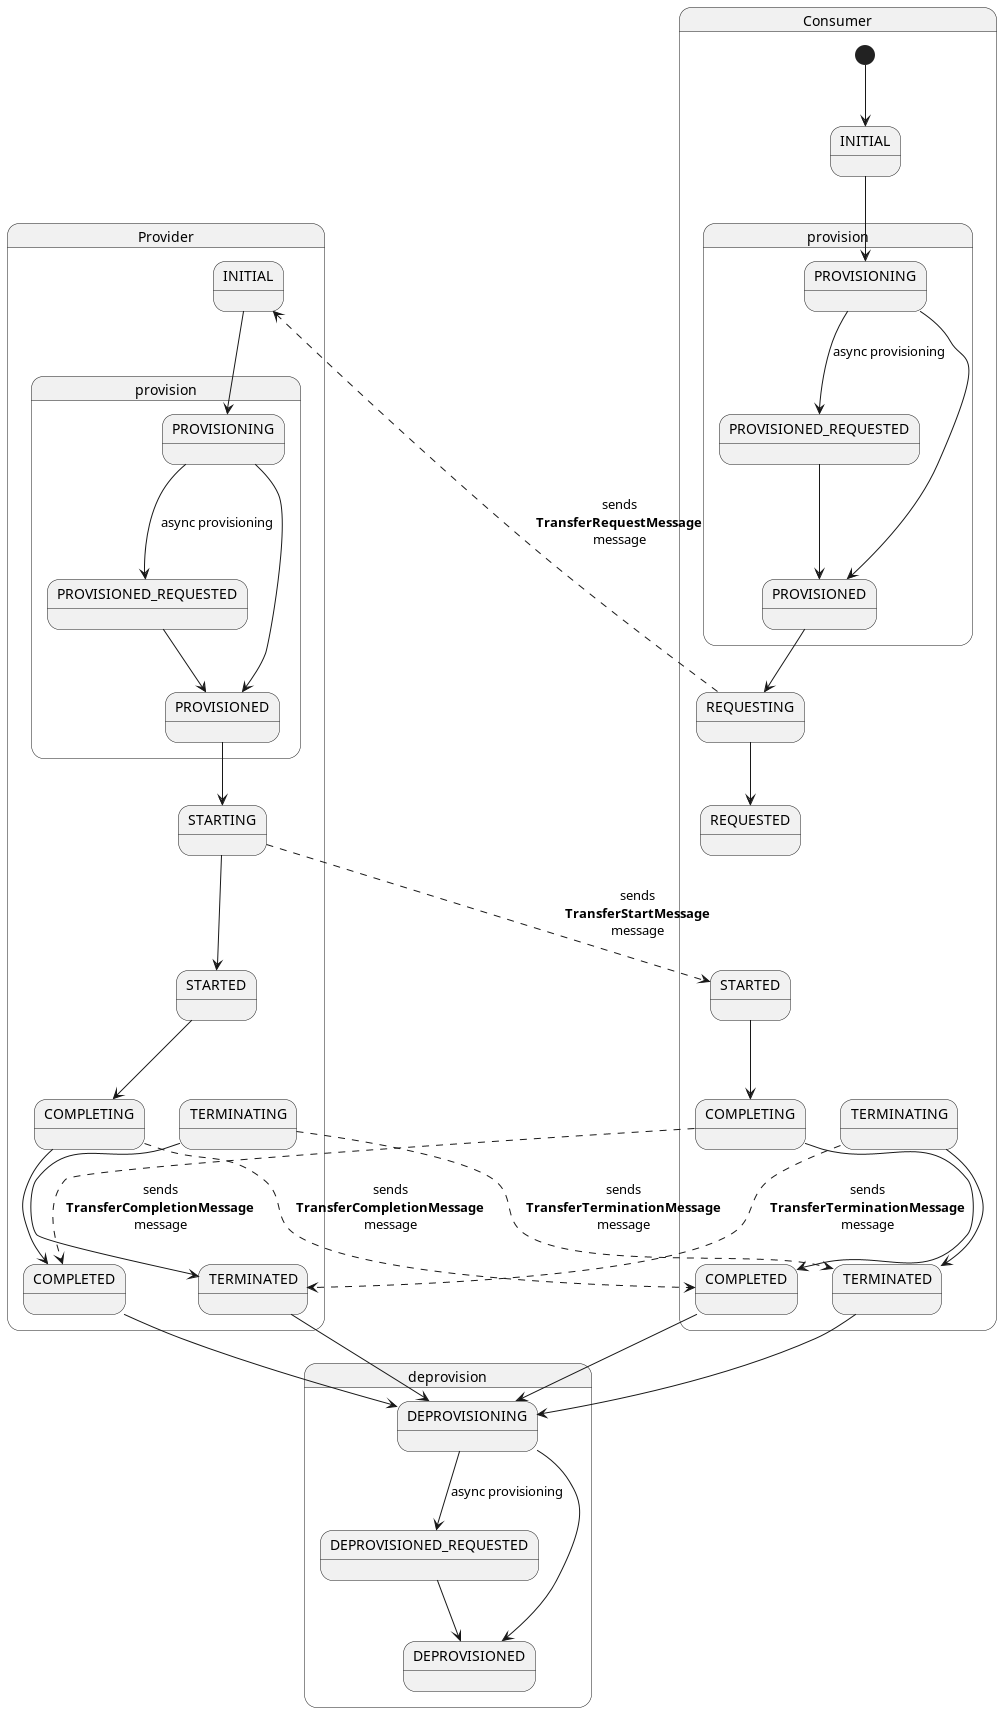 Consumer
INITIAL
Provider
provision
INITIAL
PROVISIONING
async provisioning
provision
PROVISIONING
PROVISIONED_REQUESTED
sends
TransferRequestMessage
message
async provisioning
PROVISIONED_REQUESTED
PROVISIONED
PROVISIONED
REQUESTING
STARTING
REQUESTED
sends
TransferStartMessage
message
STARTED
STARTED
COMPLETING
TERMINATING
COMPLETING
TERMINATING
sends
TransferCompletionMessage
message
sends
TransferCompletionMessage
message
sends
TransferTerminationMessage
message
sends
TransferTerminationMessage
message
COMPLETED
TERMINATED
COMPLETED
TERMINATED
deprovision
DEPROVISIONING
async provisioning
DEPROVISIONED_REQUESTED
DEPROVISIONED